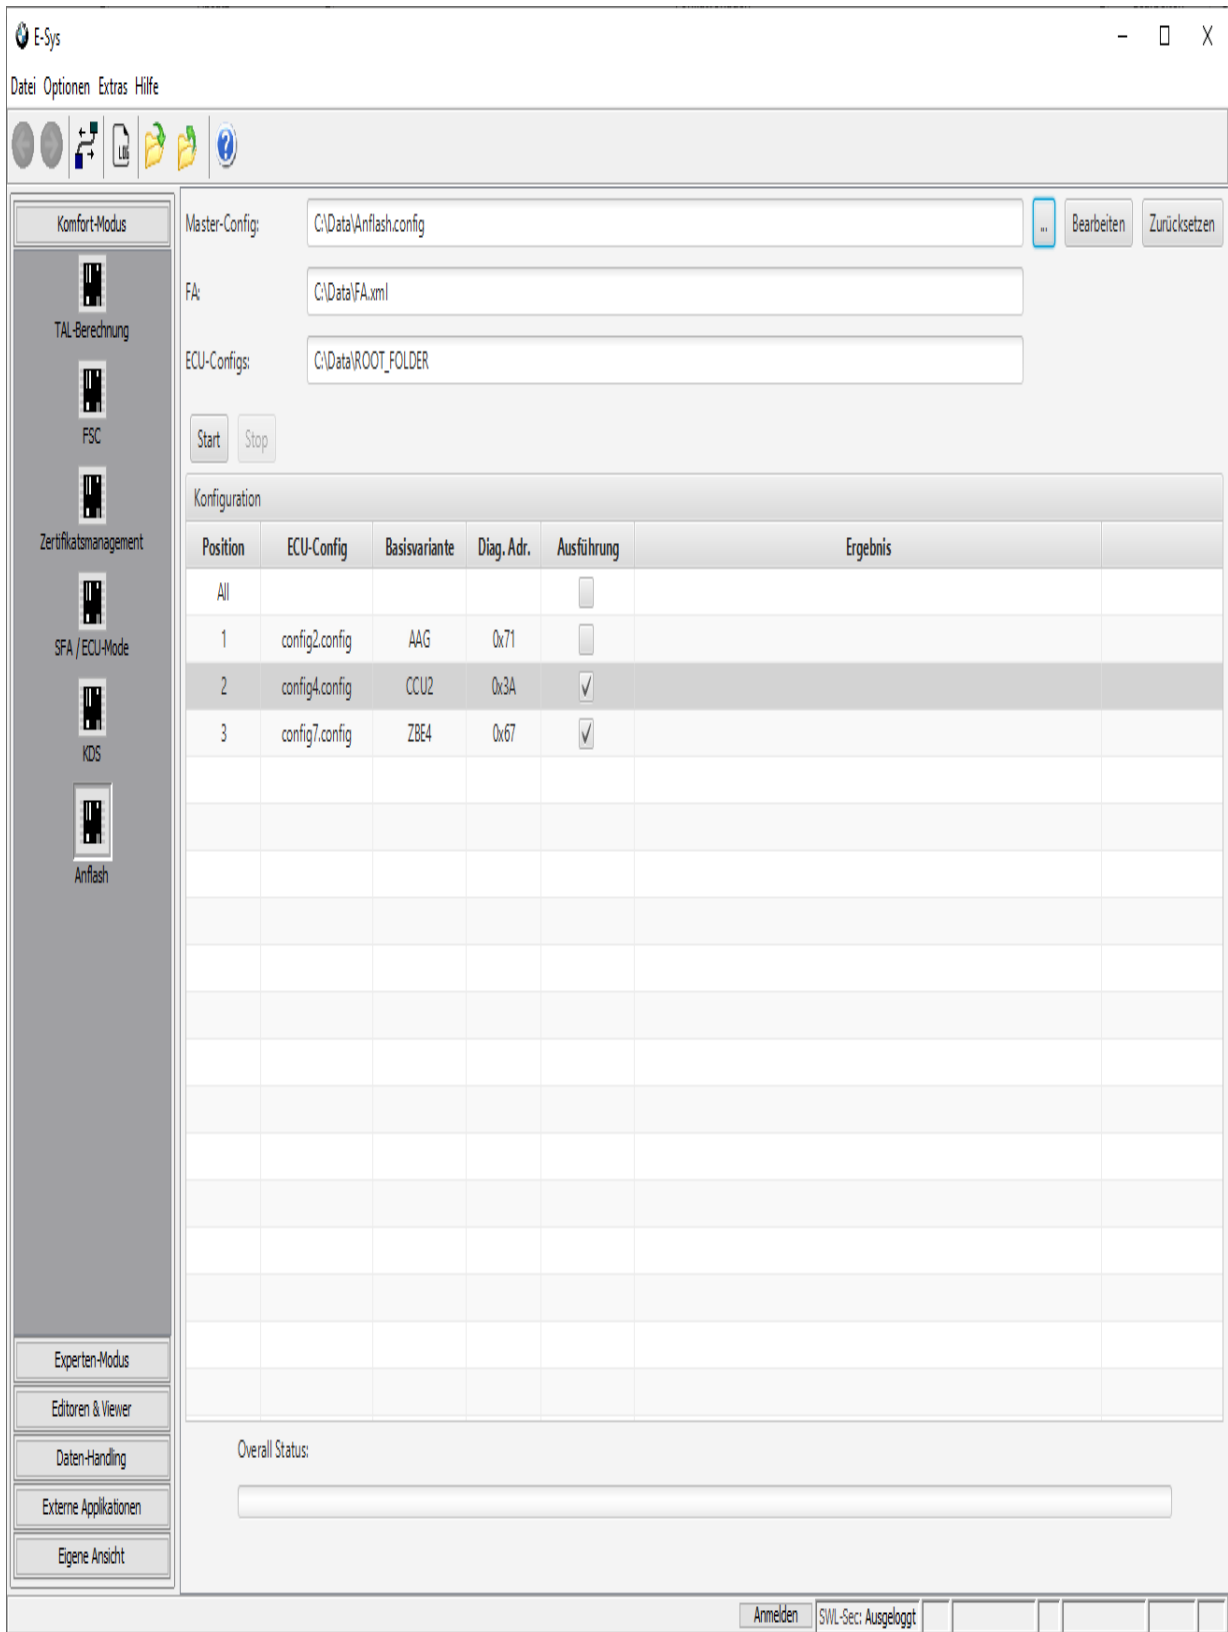 E-Sys
Datei Optionen Extras Hilfe
LOG
Komfort-Modus
TAL-Berechnung
FSC
Zertifikatsmanagement
SFA / ECU-Mode
KDS
Anflash
Experten-Modus
Editoren & Viewer
Daten-Handling
Externe Applikationen
Eigene Ansicht
Master-Config: C:\Data\Anflash.config ... Bearbeiten Zurücksetzen
FA: C:\Data\FA.xml
ECU-Configs: C:\Data\ROOT_FOLDER
Start Stop
Konfiguration
Position ECU-Config Basisvariante Diag. Adr. Ausführung Ergebnis
All
1 config2.config AAG 0x71
2 config4.config CCU2 0x3A
3 config7.config ZBE4 0x67
Overall Status:
Anmelden SWL-Sec: Ausgeloggt